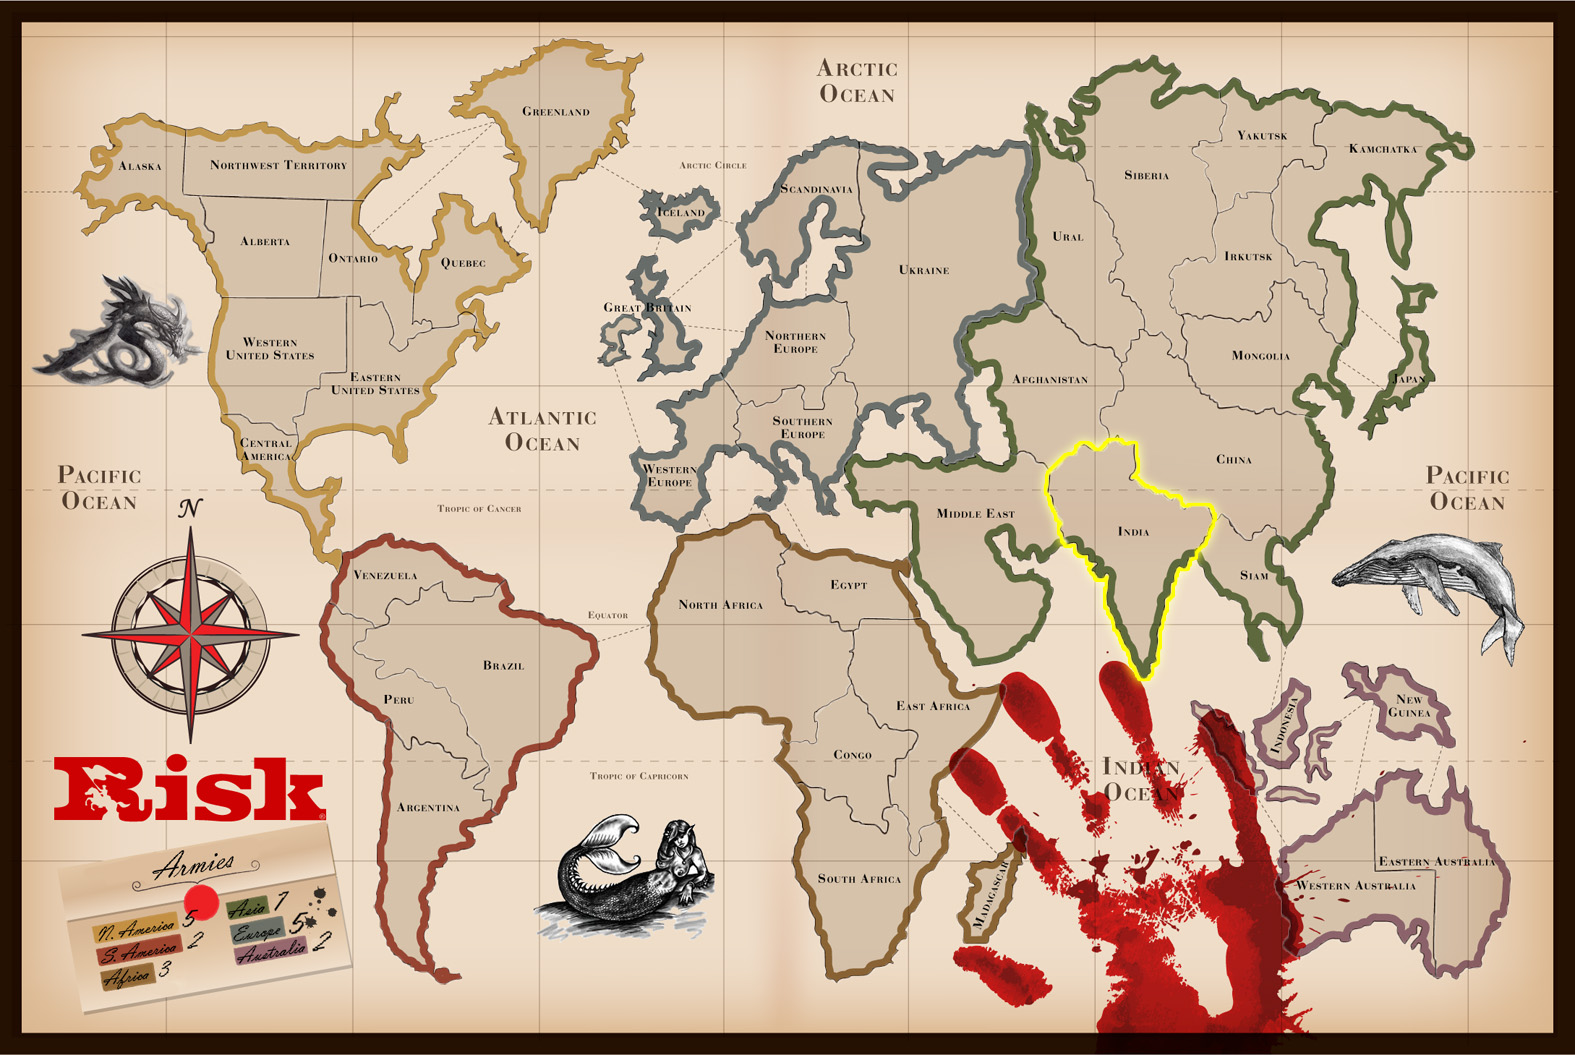 Arctic
Ocean
Greenland
Alaska
Northwest Territory
Arctic Circle
Iceland
Scandinavia
Yakutsk
Kamchatka
Siberia
Alberta
Ontario
Quebec
Ural
Irkutsk
Ukraine
Great Britain
Northern
Europe
Western
United States
Mongolia
Eastern
United States
Afghanistan
Japan
Atlantic
Ocean
Southern
Europe
Central
America
China
Western
Europe
Pacific
Ocean
Pacific
Ocean
Tropic of Cancer
N
Middle East
India
Venezuela
Egypt
Siam
North Africa
Equator
Brazil
Peru
East Africa
Indonesia
New
Guinea
Congo
Indian
Ocean
Tropic of Capricorn
Risk
Argentina
Armies
N. America 5
S. America 2
Africa 3
Asia 7
Europe 5
Australia 2
South Africa
Madagascar
Eastern Australia
Western Australia